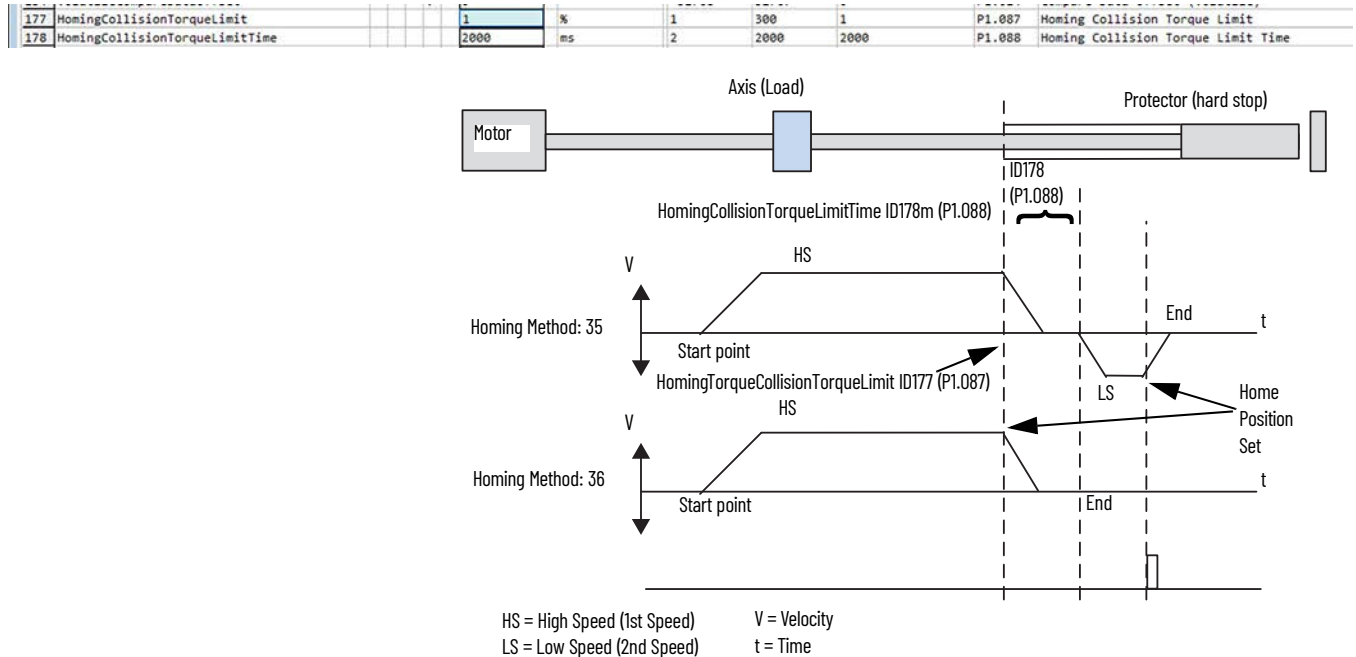 177 HomingCollisionTorqueLimit 1 % 1 300 1 P1.087 Homing Collision Torque Limit
178 HomingCollisionTorqueLimitTime 2000 ms 2 2000 2000 P1.088 Homing Collision Torque Limit Time
Axis (Load)
Protector (hard stop)
Motor
ID178
(P1.088)
HomingCollisionTorqueLimitTime ID178m (P1.088)
HS
V
End
t
Homing Method: 35
Start point
HomingTorqueCollisionTorqueLimit ID177 (P1.087)
LS
Home
Position
Set
HS
V
Homing Method: 36
t
Start point
End
HS = High Speed (1st Speed)
V = Velocity
LS = Low Speed (2nd Speed)
t = Time